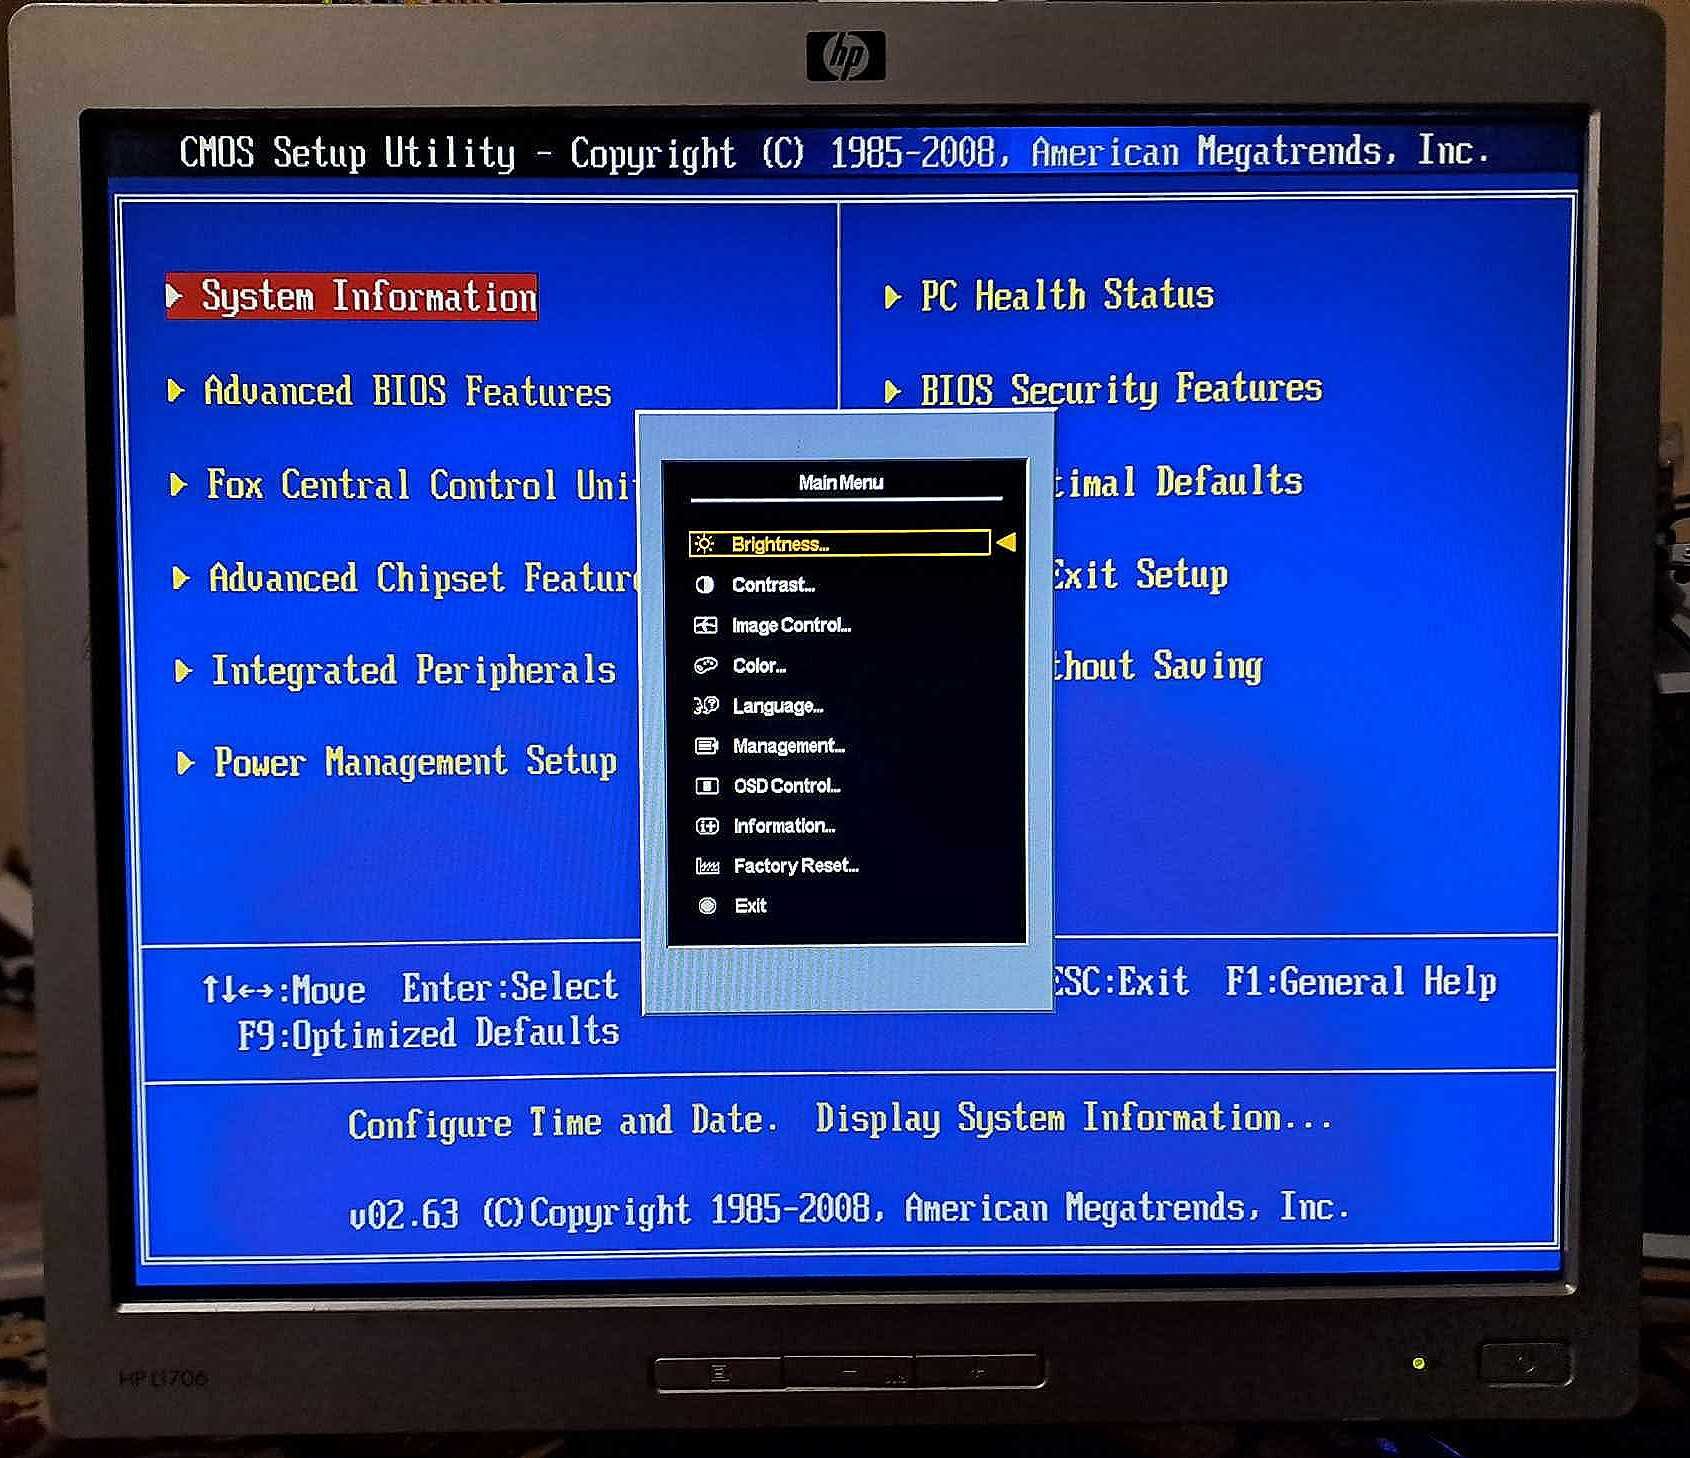 hp
CMOS Setup Utility - Copyright (C) 1985-2008, American Megatrends, Inc.
System Information
Advanced BIOS Features
Fox Central Control Uni
Advanced Chipset Featur
Integrated Peripherals
Power Management Setup
PC Health Status
BIOS Security Features
timal Defaults
Exit Setup
thout Saving
Main Menu
Brightness...
Contrast...
Image Control...
Color...
Language...
Management...
OSD Control...
Information...
Factory Reset...
Exit
↑↓←→:Move Enter:Select ESC:Exit F1:General Help
F9:Optimized Defaults
Configure Time and Date. Display System Information...
v02.63 (C)Copyright 1985-2008, American Megatrends, Inc.
HP L1706